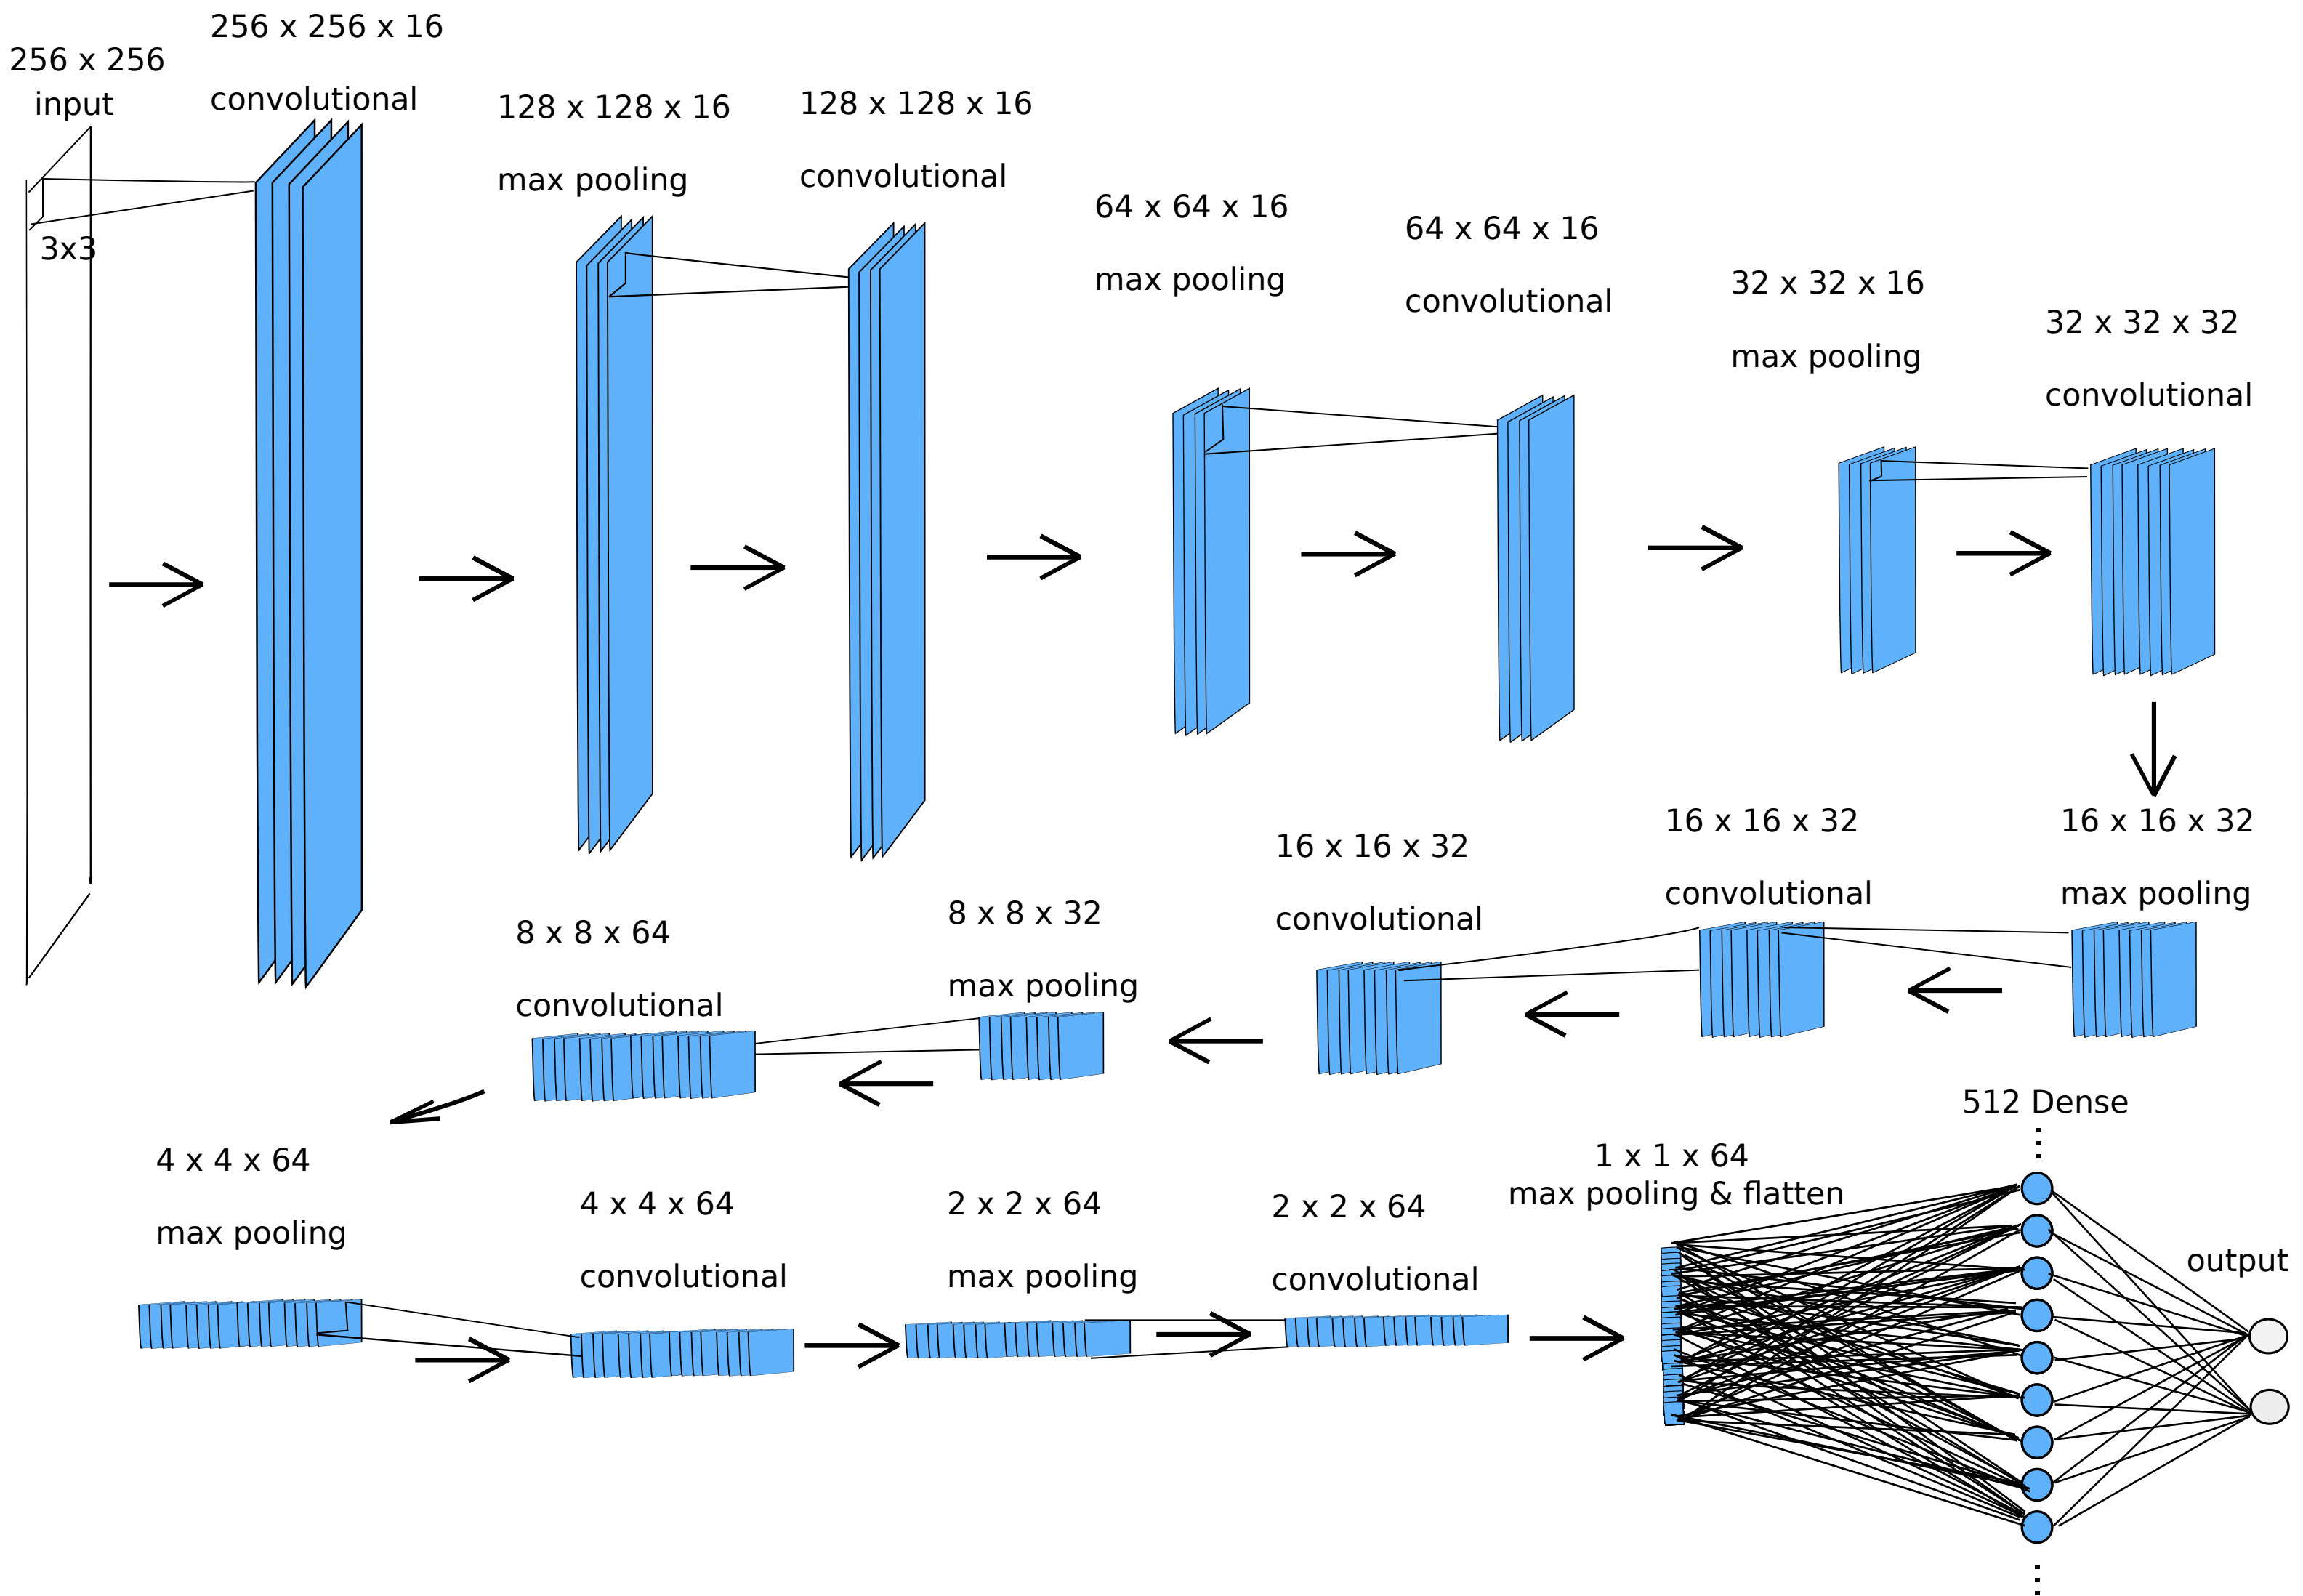 256 x 256
input
3x3
256 x 256 x 16
convolutional
128 x 128 x 16
max pooling
128 x 128 x 16
convolutional
64 x 64 x 16
max pooling
64 x 64 x 16
convolutional
32 x 32 x 16
max pooling
32 x 32 x 32
convolutional
16 x 16 x 32
max pooling
16 x 16 x 32
convolutional
16 x 16 x 32
convolutional
8 x 8 x 32
max pooling
8 x 8 x 64
convolutional
4 x 4 x 64
max pooling
4 x 4 x 64
convolutional
2 x 2 x 64
max pooling
2 x 2 x 64
convolutional
1 x 1 x 64
max pooling & flatten
512 Dense
output